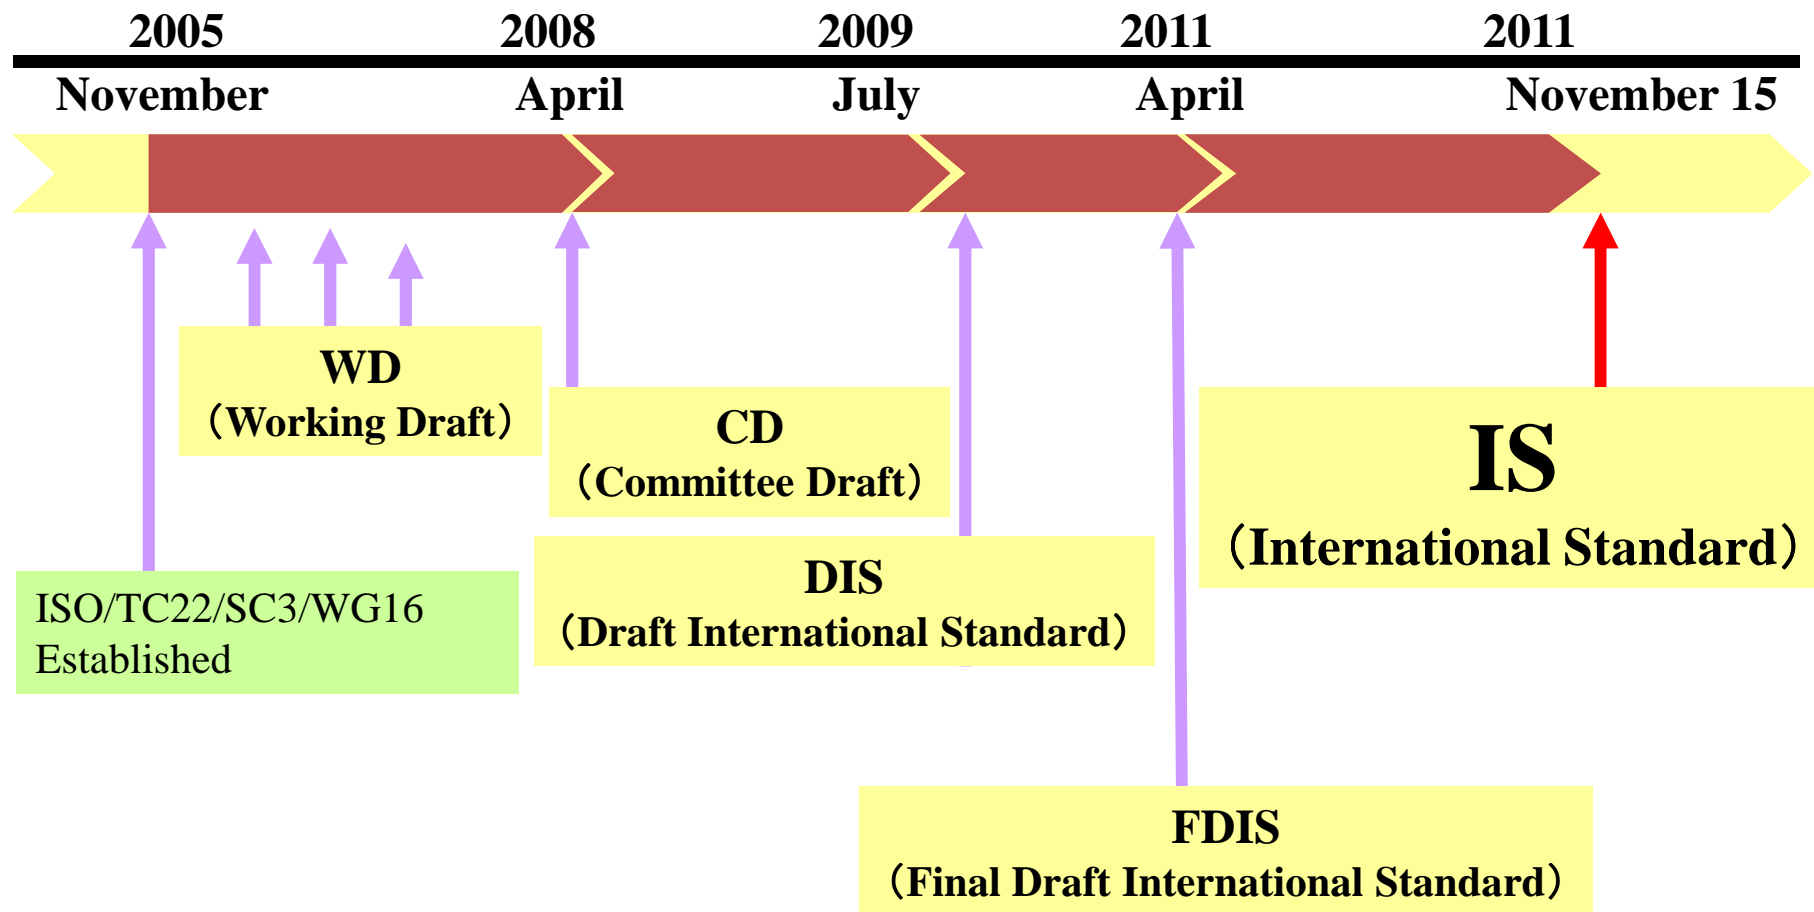 2005 2008 2009 2011 2011
November April July April November 15
WD
（Working Draft）
CD
（Committee Draft）
IS
（International Standard）
DIS
（Draft International Standard）
ISO/TC22/SC3/WG16
Established
FDIS
（Final Draft International Standard）